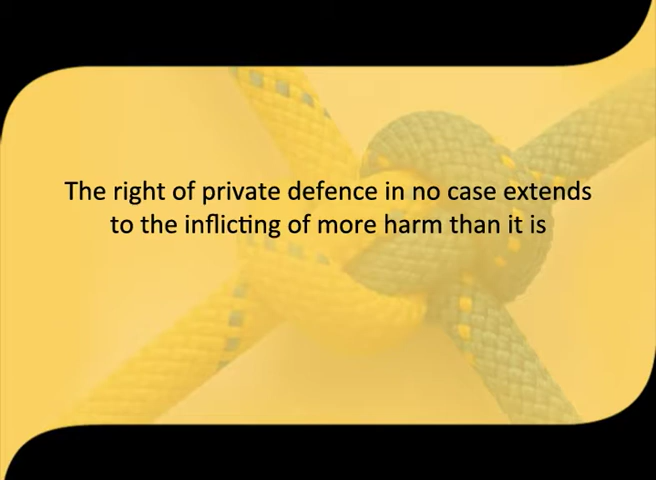 The right of private defence in no case extends
to the inflicting of more harm than it is